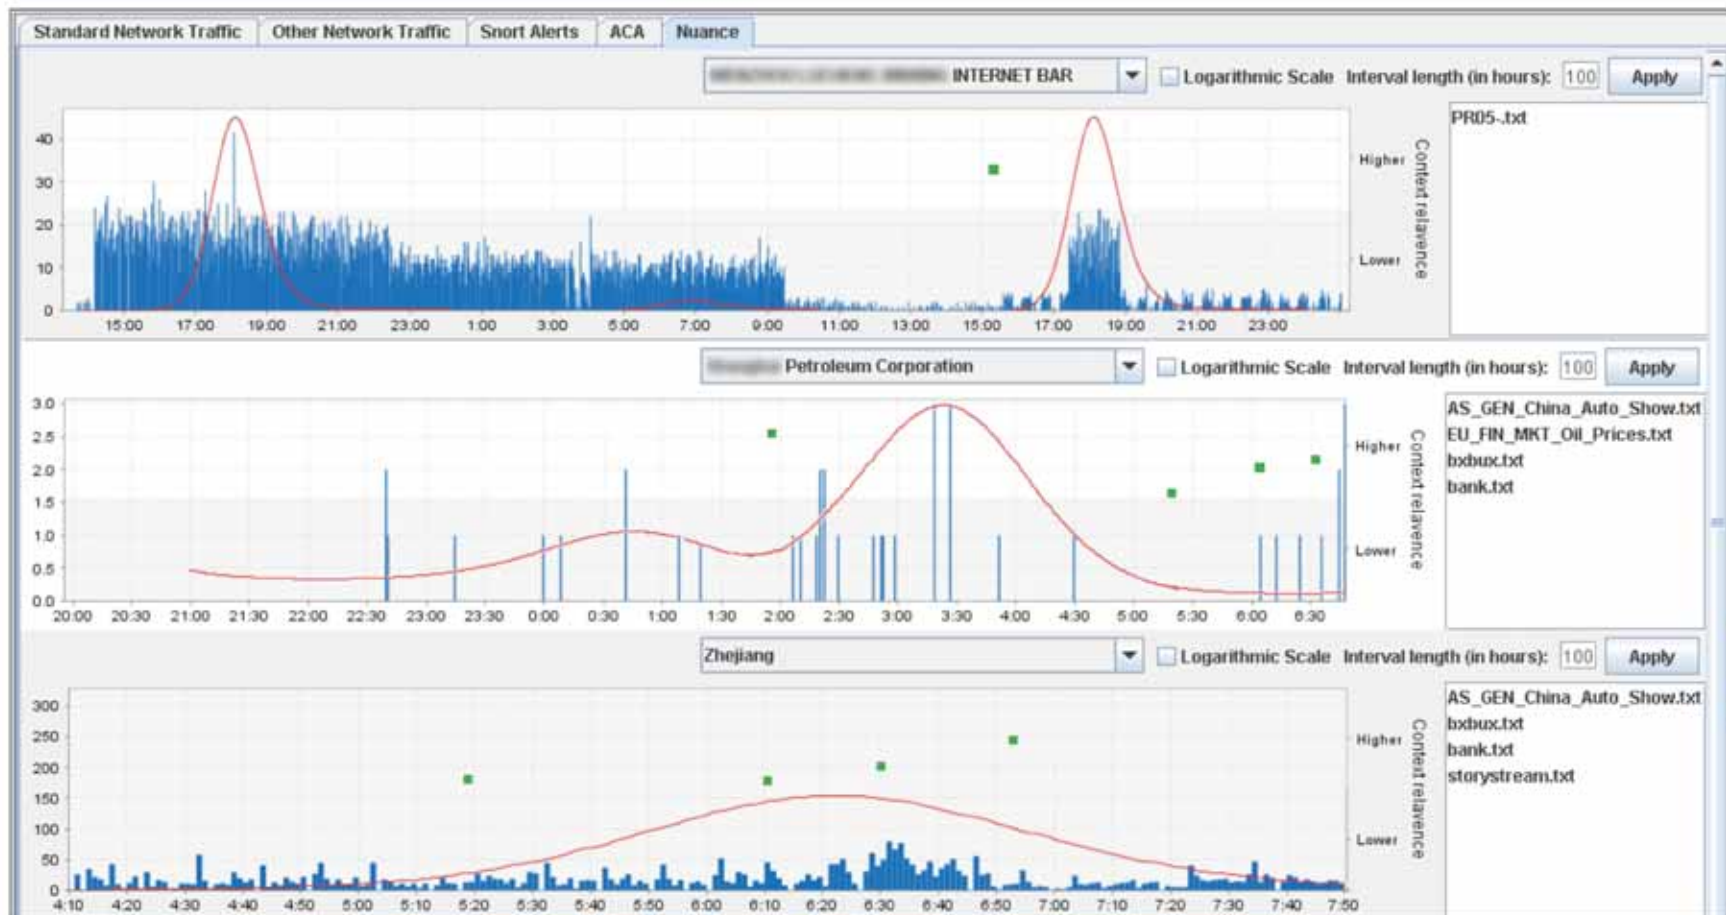 Standard Network Traffic Other Network Traffic Snort Alerts ACA Nuance
INTERNET BAR Logarithmic Scale Interval length (in hours): 100 Apply
PR05-.txt
40
30
20
10
0
Higher
Lower
Context relavence
15:00 17:00 19:00 21:00 23:00 1:00 3:00 5:00 7:00 9:00 11:00 13:00 15:00 17:00 19:00 21:00 23:00
Petroleum Corporation Logarithmic Scale Interval length (in hours): 100 Apply
AS_GEN_China_Auto_Show.txt
EU_FIN_MKT_Oil_Prices.txt
bxbux.txt
bank.txt
3.0
2.5
2.0
1.5
1.0
0.5
0.0
Higher
Lower
Context relavence
20:00 20:30 21:00 21:30 22:00 22:30 23:00 23:30 0:00 0:30 1:00 1:30 2:00 2:30 3:00 3:30 4:00 4:30 5:00 5:30 6:00 6:30
Zhejiang Logarithmic Scale Interval length (in hours): 100 Apply
AS_GEN_China_Auto_Show.txt
bxbux.txt
bank.txt
storystream.txt
300
250
200
150
100
50
0
Higher
Lower
Context relavence
4:10 4:20 4:30 4:40 4:50 5:00 5:10 5:20 5:30 5:40 5:50 6:00 6:10 6:20 6:30 6:40 6:50 7:00 7:10 7:20 7:30 7:40 7:50